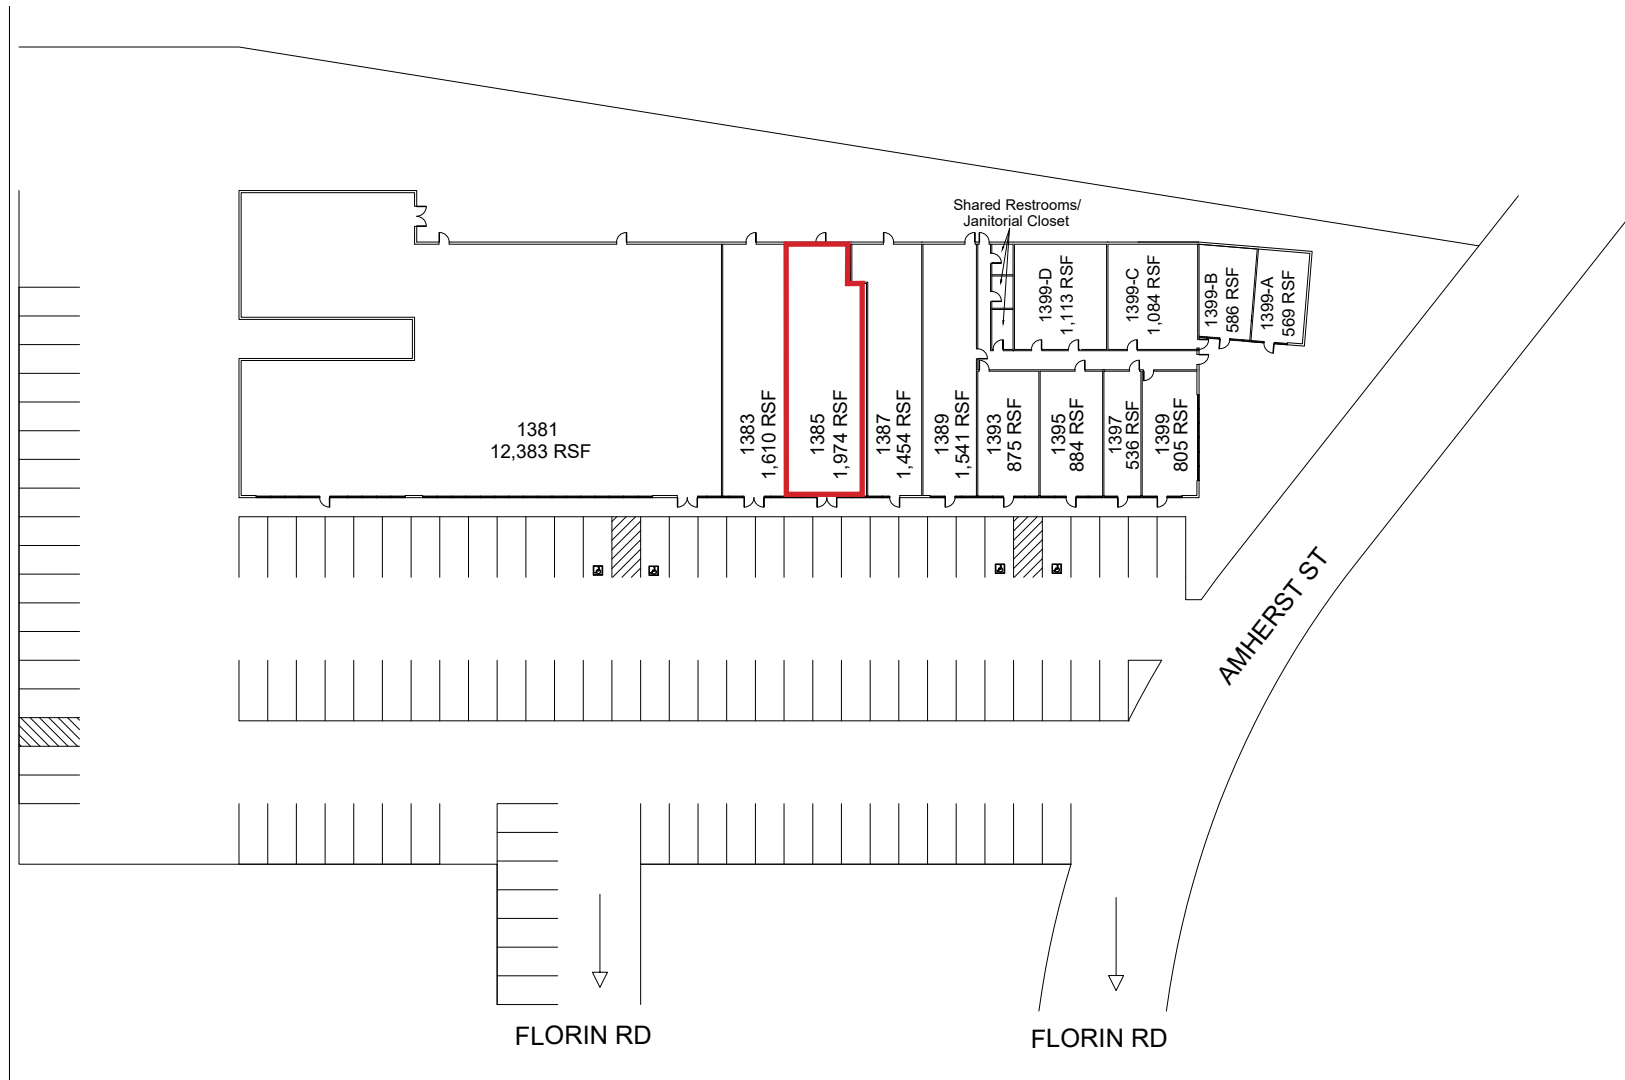 Shared Restrooms/
Janitorial Closet
1381
12,383 RSF
1383
1,610 RSF
1385
1,974 RSF
1387
1,454 RSF
1389
1,541 RSF
1393
875 RSF
1395
884 RSF
1397
536 RSF
1399
805 RSF
1399-D
1,113 RSF
1399-C
1,084 RSF
1399-B
586 RSF
1399-A
569 RSF
AMHERST ST
FLORIN RD
FLORIN RD